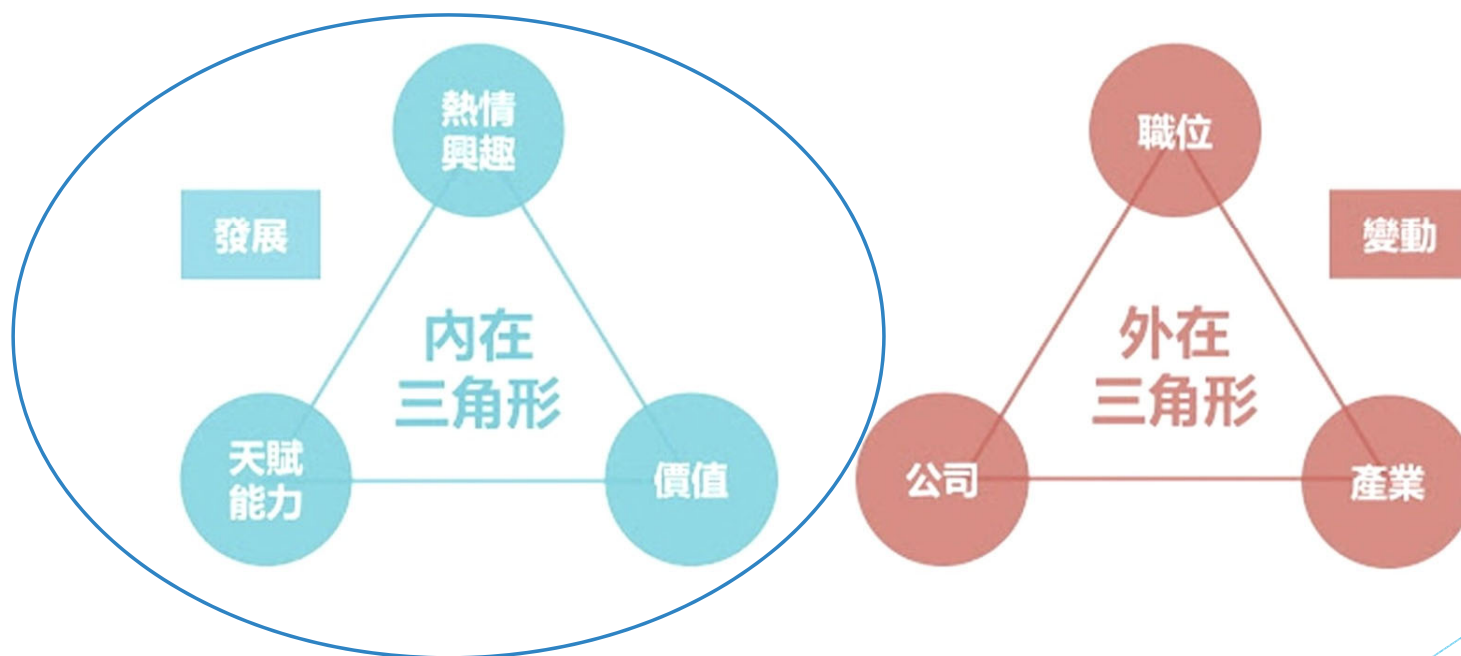 熱情
興趣
發展
內在
三角形
天賦
能力
價值
職位
變動
外在
三角形
公司
產業